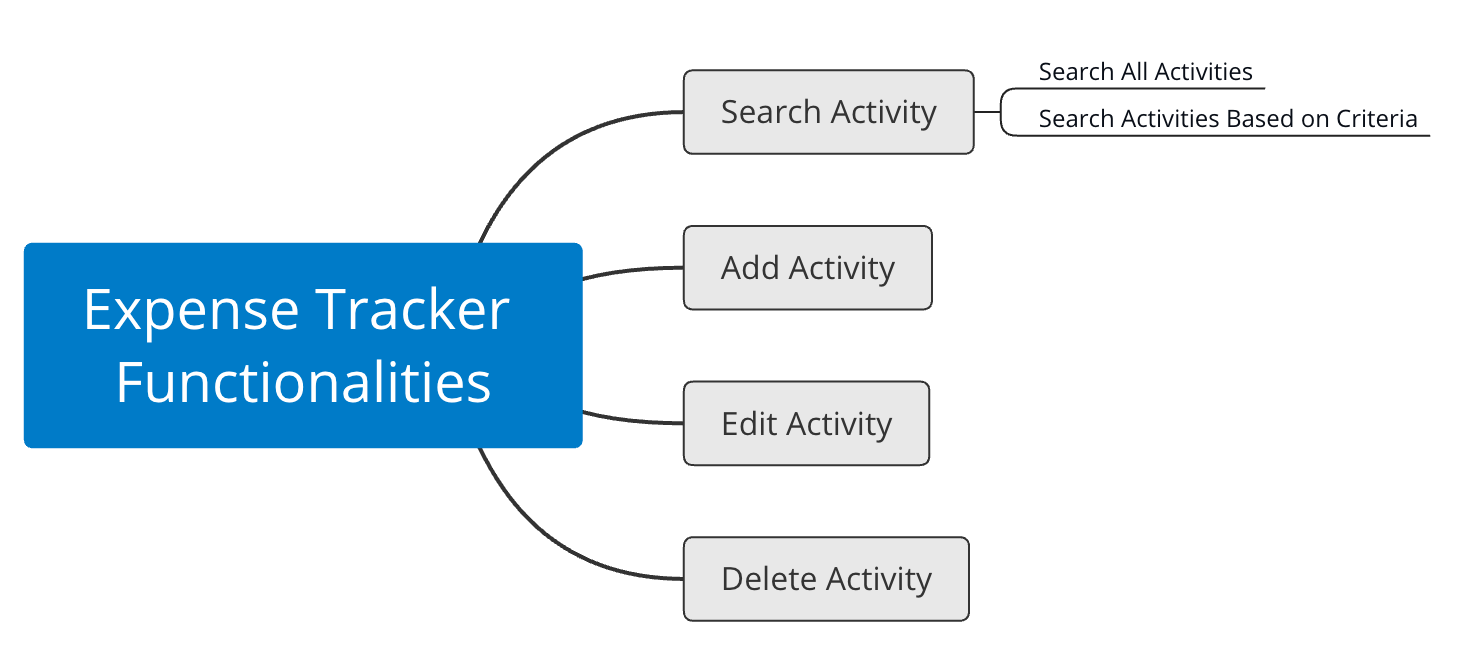 Search All Activities
Search Activity
Search Activities Based on Criteria
Add Activity
Expense Tracker
Functionalities
Edit Activity
Delete Activity